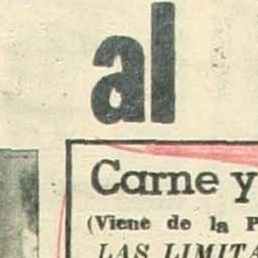 al
Carne y
(Viene de la P
LAS LIMITA